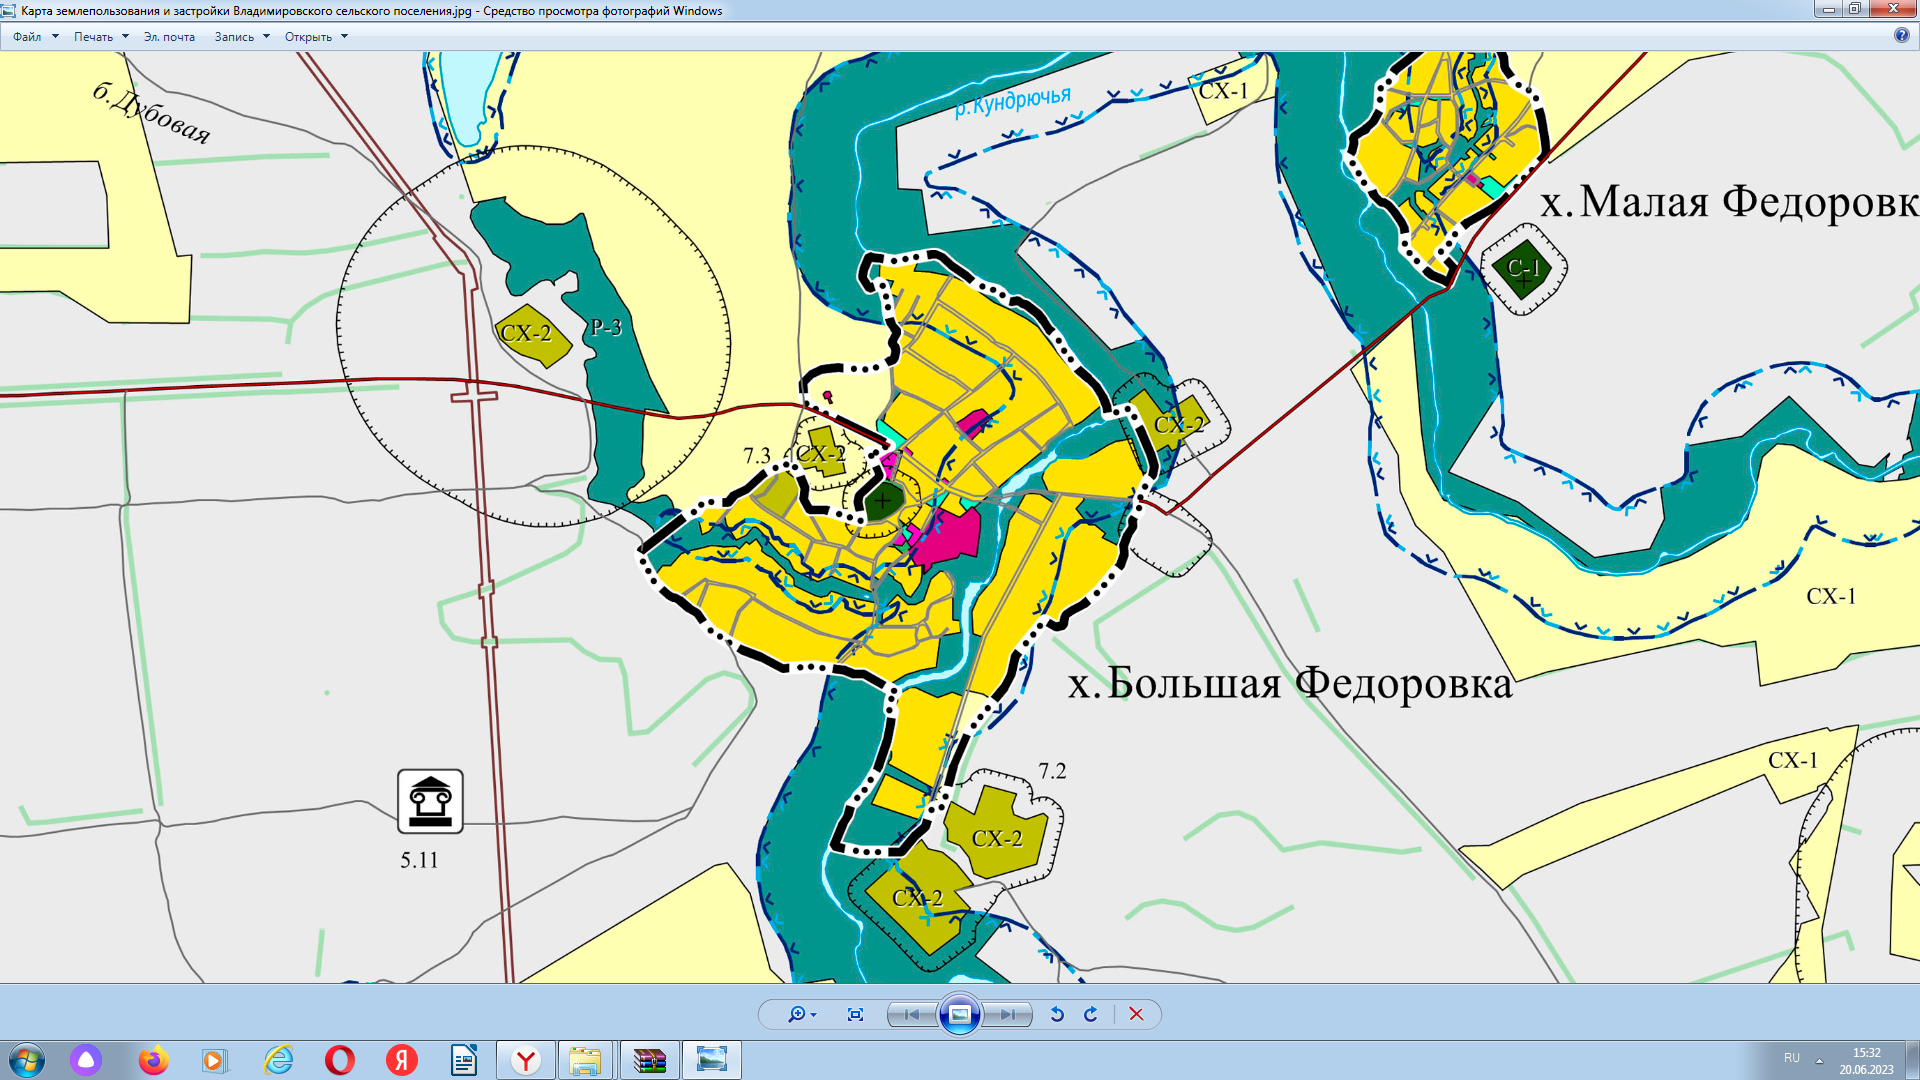 Карта землепользования и застройки Владимировского сельского поселения.jpg - Средство просмотра фотографий Windows
Файл Печать Эл. почта Запись Открыть
б.Дубовая
р.Кундрючья
СХ-1
х.Малая Федоровк
С-1
СХ-2
Р-3
СХ-2
7.3
СХ-2
СХ-1
х.Большая Федоровка
СХ-1
7.2
СХ-2
5.11
СХ-2
RU
15:32
20.06.2023